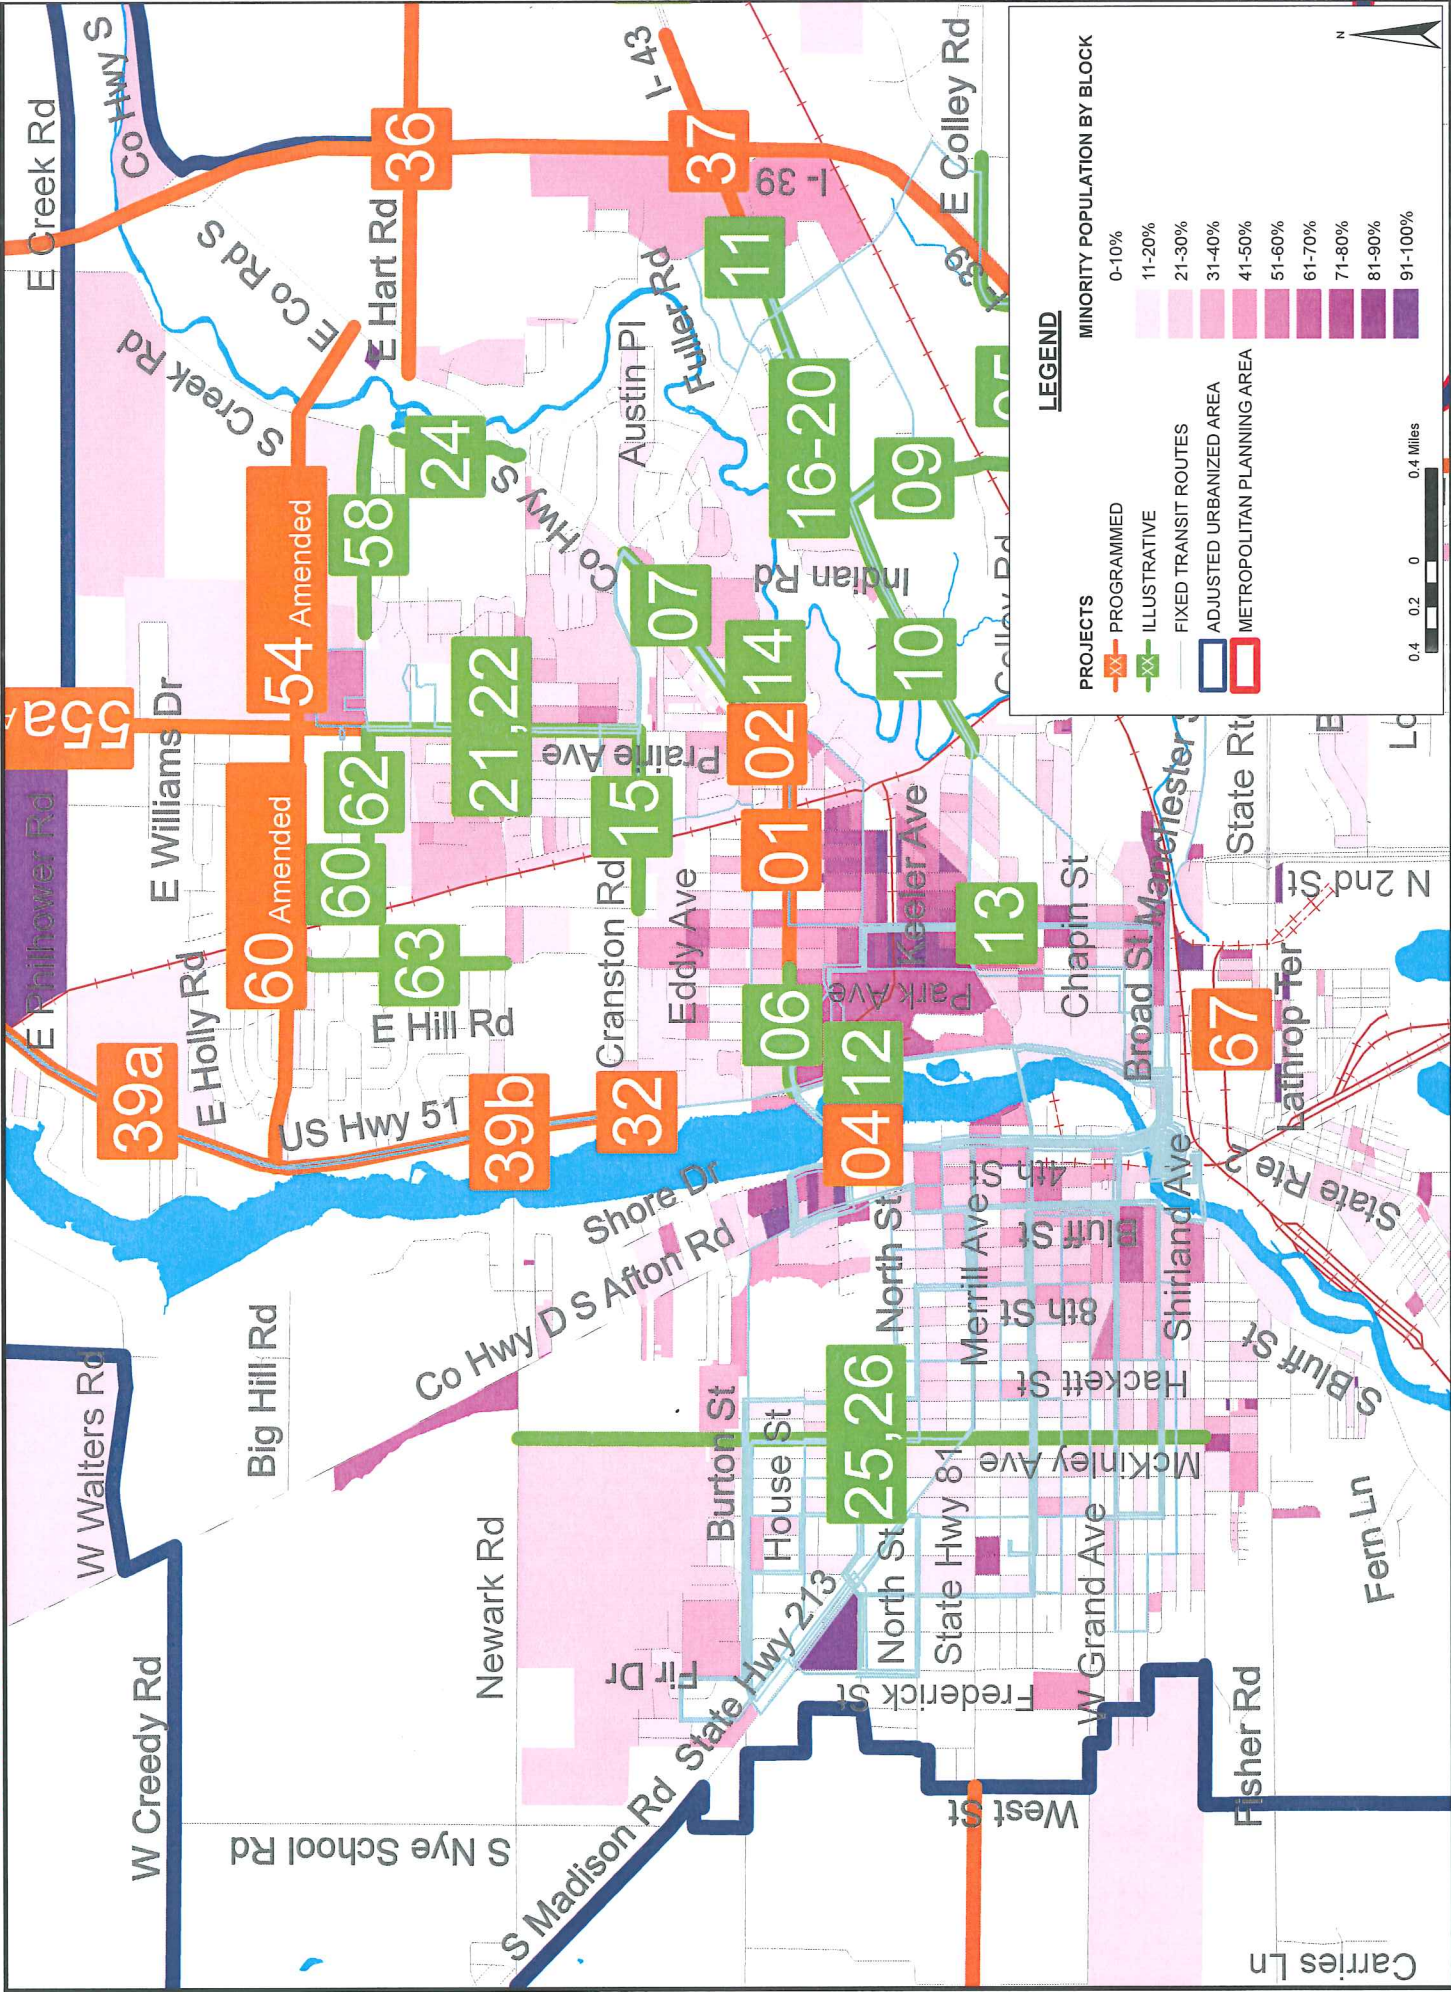 E Creek Rd
Co Hwy S
I- 43
36
37
I- 39
E Colley Rd
E Co Rd S
E Hart Rd
S Creek Rd
11
I-39
Fuller Rd
Austin Pl
16-20
24
09
58
S
Co Hwy
54 Amended
Indian Rd
07
14
10
21,22
55a
E Williams Dr
Prairie Ave
02
15
60-62
60 Amended
01
Keeler Ave
E Philhower Rd
Cranston Rd
Eddy Ave
13
Chapin St
Broad St
Manchester
State Rt
N 2nd St
63
E Holly Rd
E Hill Rd
06
Park Ave
12
67
Lathrop Ter
39a
US Hwy 51
39b
32
04
Shore Dr
4th St
State Rte 2
State Rte
Co Hwy D S Afton Rd
North St
Merrill Ave
Bluff St
Shirland Ave
8th St
Big Hill Rd
W Walters Rd
Hackett St
S Bluff St
Burton St
House St
25,26
McKinley Ave
Newark Rd
North St
State Hwy 81
W Grand Ave
Fern Ln
State Hwy 213
Fir Dr
Frederick St
W Creedy Rd
S Nye School Rd
S Madison Rd
West St
Fisher Rd
Carries Ln
LEGEND
PROJECTS
XX PROGRAMMED
XX ILLUSTRATIVE
FIXED TRANSIT ROUTES
ADJUSTED URBANIZED AREA
METROPOLITAN PLANNING AREA
MINORITY POPULATION BY BLOCK
0-10%
11-20%
21-30%
31-40%
41-50%
51-60%
61-70%
71-80%
81-90%
91-100%
0.4 0.2 0 0.4 Miles
N